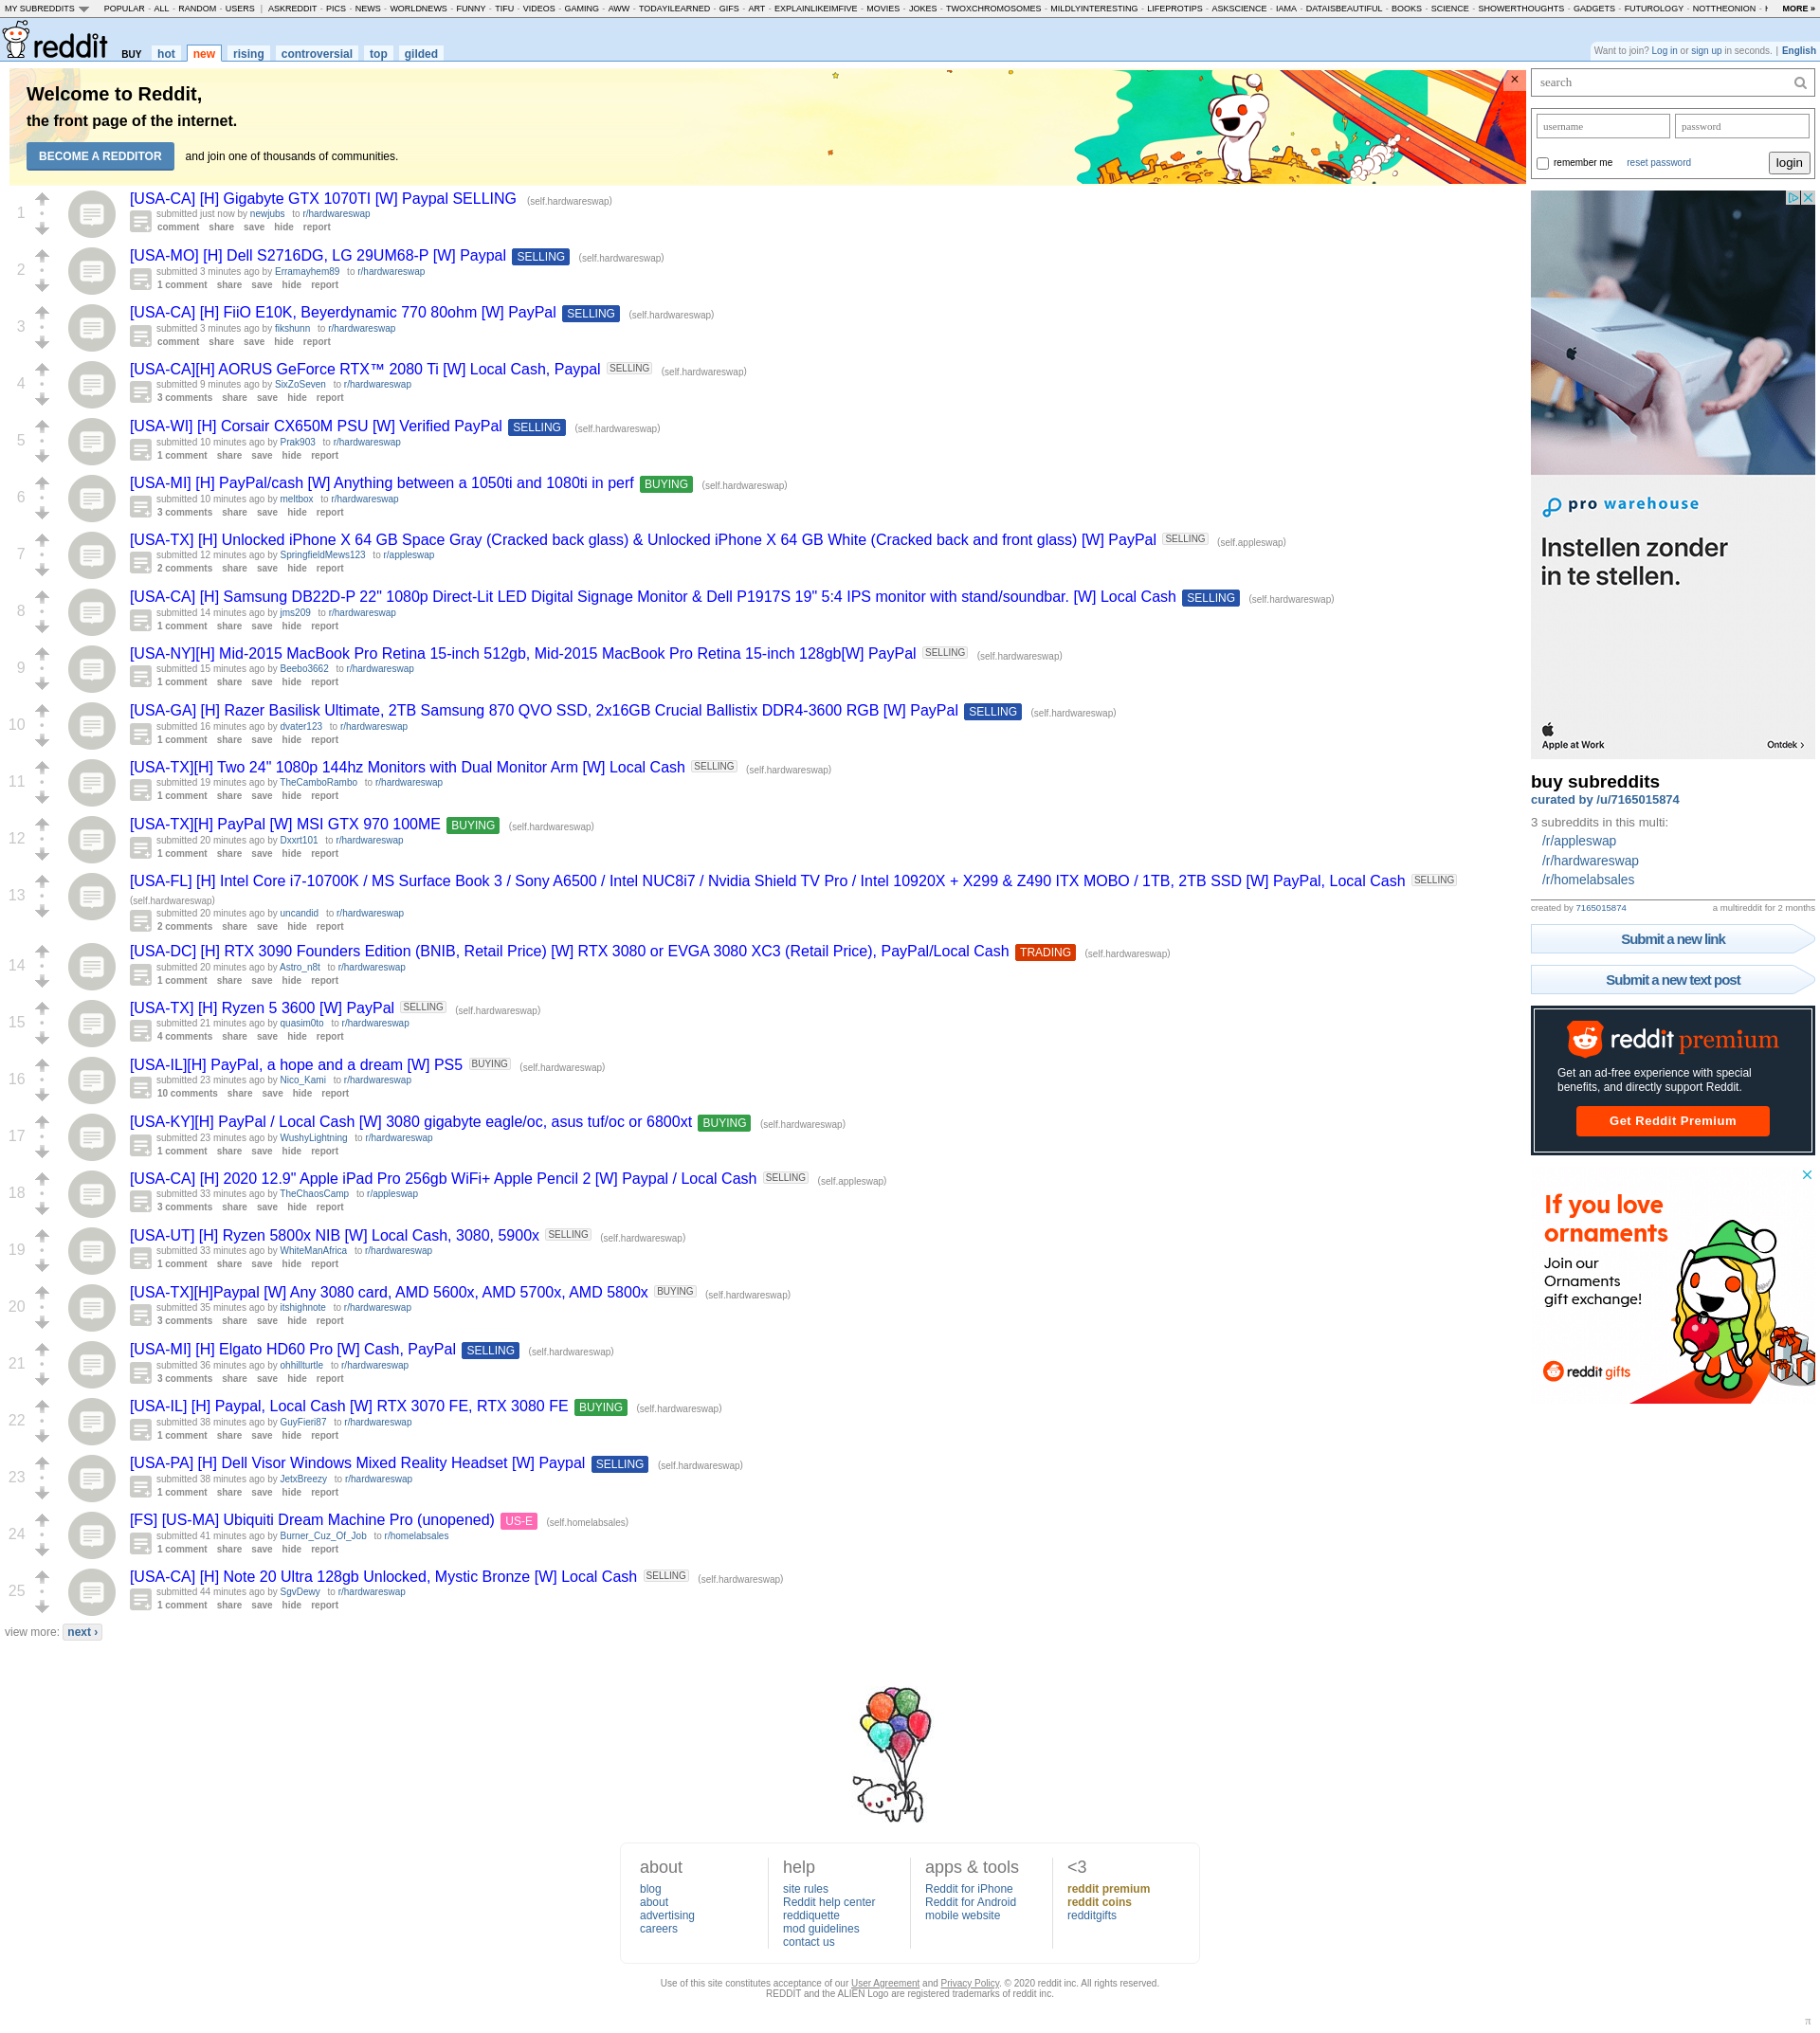 MY SUBREDDITS POPULAR - ALL - RANDOM - USERS | ASKREDDIT - PICS - NEWS - WORLDNEWS - FUNNY - TIFU - VIDEOS - GAMING - AWW - TODAYILEARNED - GIFS - ART - EXPLAINLIKEIMFIVE - MOVIES - JOKES - TWOXCHROMOSOMES - MILDLYINTERESTING - LIFEPROTIPS - ASKSCIENCE - IAMA - DATAISBEAUTIFUL - BOOKS - SCIENCE - SHOWERTHOUGHTS - GADGETS - FUTUROLOGY - NOTTHEONION - MORE »
reddit BUY hot new rising controversial top gilded
Want to join? Log in or sign up in seconds. | English
Welcome to Reddit,
the front page of the internet.
BECOME A REDDITOR and join one of thousands of communities.
×
1
[USA-CA] [H] Gigabyte GTX 1070TI [W] Paypal SELLING (self.hardwareswap)
submitted just now by newjubs to r/hardwareswap
comment share save hide report
2
[USA-MO] [H] Dell S2716DG, LG 29UM68-P [W] Paypal SELLING (self.hardwareswap)
submitted 3 minutes ago by Erramayhem89 to r/hardwareswap
1 comment share save hide report
3
[USA-CA] [H] FiiO E10K, Beyerdynamic 770 80ohm [W] PayPal SELLING (self.hardwareswap)
submitted 3 minutes ago by fikshunn to r/hardwareswap
comment share save hide report
4
[USA-CA][H] AORUS GeForce RTX™ 2080 Ti [W] Local Cash, Paypal SELLING (self.hardwareswap)
submitted 9 minutes ago by SixZoSeven to r/hardwareswap
3 comments share save hide report
5
[USA-WI] [H] Corsair CX650M PSU [W] Verified PayPal SELLING (self.hardwareswap)
submitted 10 minutes ago by Prak903 to r/hardwareswap
1 comment share save hide report
6
[USA-MI] [H] PayPal/cash [W] Anything between a 1050ti and 1080ti in perf BUYING (self.hardwareswap)
submitted 10 minutes ago by meltbox to r/hardwareswap
3 comments share save hide report
7
[USA-TX] [H] Unlocked iPhone X 64 GB Space Gray (Cracked back glass) & Unlocked iPhone X 64 GB White (Cracked back and front glass) [W] PayPal SELLING (self.appleswap)
submitted 12 minutes ago by SpringfieldMews123 to r/appleswap
2 comments share save hide report
8
[USA-CA] [H] Samsung DB22D-P 22" 1080p Direct-Lit LED Digital Signage Monitor & Dell P1917S 19" 5:4 IPS monitor with stand/soundbar. [W] Local Cash SELLING (self.hardwareswap)
submitted 14 minutes ago by jms209 to r/hardwareswap
1 comment share save hide report
9
[USA-NY][H] Mid-2015 MacBook Pro Retina 15-inch 512gb, Mid-2015 MacBook Pro Retina 15-inch 128gb[W] PayPal SELLING (self.hardwareswap)
submitted 15 minutes ago by Beebo3662 to r/hardwareswap
1 comment share save hide report
10
[USA-GA] [H] Razer Basilisk Ultimate, 2TB Samsung 870 QVO SSD, 2x16GB Crucial Ballistix DDR4-3600 RGB [W] PayPal SELLING (self.hardwareswap)
submitted 16 minutes ago by dvater123 to r/hardwareswap
1 comment share save hide report
11
[USA-TX][H] Two 24" 1080p 144hz Monitors with Dual Monitor Arm [W] Local Cash SELLING (self.hardwareswap)
submitted 19 minutes ago by TheCamboRambo to r/hardwareswap
1 comment share save hide report
12
[USA-TX][H] PayPal [W] MSI GTX 970 100ME BUYING (self.hardwareswap)
submitted 20 minutes ago by Dxxrt101 to r/hardwareswap
1 comment share save hide report
13
[USA-FL] [H] Intel Core i7-10700K / MS Surface Book 3 / Sony A6500 / Intel NUC8i7 / Nvidia Shield TV Pro / Intel 10920X + X299 & Z490 ITX MOBO / 1TB, 2TB SSD [W] PayPal, Local Cash SELLING
(self.hardwareswap)
submitted 20 minutes ago by uncandid to r/hardwareswap
2 comments share save hide report
14
[USA-DC] [H] RTX 3090 Founders Edition (BNIB, Retail Price) [W] RTX 3080 or EVGA 3080 XC3 (Retail Price), PayPal/Local Cash TRADING (self.hardwareswap)
submitted 20 minutes ago by Astro_n8t to r/hardwareswap
1 comment share save hide report
15
[USA-TX] [H] Ryzen 5 3600 [W] PayPal SELLING (self.hardwareswap)
submitted 21 minutes ago by quasim0to to r/hardwareswap
4 comments share save hide report
16
[USA-IL][H] PayPal, a hope and a dream [W] PS5 BUYING (self.hardwareswap)
submitted 23 minutes ago by Nico_Kami to r/hardwareswap
10 comments share save hide report
17
[USA-KY][H] PayPal / Local Cash [W] 3080 gigabyte eagle/oc, asus tuf/oc or 6800xt BUYING (self.hardwareswap)
submitted 23 minutes ago by WushyLightning to r/hardwareswap
1 comment share save hide report
18
[USA-CA] [H] 2020 12.9" Apple iPad Pro 256gb WiFi+ Apple Pencil 2 [W] Paypal / Local Cash SELLING (self.appleswap)
submitted 33 minutes ago by TheChaosCamp to r/appleswap
3 comments share save hide report
19
[USA-UT] [H] Ryzen 5800x NIB [W] Local Cash, 3080, 5900x SELLING (self.hardwareswap)
submitted 33 minutes ago by WhiteManAfrica to r/hardwareswap
1 comment share save hide report
20
[USA-TX][H]Paypal [W] Any 3080 card, AMD 5600x, AMD 5700x, AMD 5800x BUYING (self.hardwareswap)
submitted 35 minutes ago by itshighnote to r/hardwareswap
3 comments share save hide report
21
[USA-MI] [H] Elgato HD60 Pro [W] Cash, PayPal SELLING (self.hardwareswap)
submitted 36 minutes ago by ohhillturtle to r/hardwareswap
3 comments share save hide report
22
[USA-IL] [H] Paypal, Local Cash [W] RTX 3070 FE, RTX 3080 FE BUYING (self.hardwareswap)
submitted 38 minutes ago by GuyFieri87 to r/hardwareswap
1 comment share save hide report
23
[USA-PA] [H] Dell Visor Windows Mixed Reality Headset [W] Paypal SELLING (self.hardwareswap)
submitted 38 minutes ago by JetxBreezy to r/hardwareswap
1 comment share save hide report
24
[FS] [US-MA] Ubiquiti Dream Machine Pro (unopened) US-E (self.homelabsales)
submitted 41 minutes ago by Burner_Cuz_Of_Job to r/homelabsales
1 comment share save hide report
25
[USA-CA] [H] Note 20 Ultra 128gb Unlocked, Mystic Bronze [W] Local Cash SELLING (self.hardwareswap)
submitted 44 minutes ago by SgvDewy to r/hardwareswap
1 comment share save hide report
view more: next ›
search
username password
remember me reset password login
pro warehouse
Instellen zonder
in te stellen.
Apple at Work Ontdek ›
buy subreddits
curated by /u/7165015874
3 subreddits in this multi:
/r/appleswap
/r/hardwareswap
/r/homelabsales
created by 7165015874 a multireddit for 2 months
Submit a new link
Submit a new text post
reddit premium
Get an ad-free experience with special
benefits, and directly support Reddit.
Get Reddit Premium
If you love
ornaments
Join our
Ornaments
gift exchange!
reddit gifts
about
blog
about
advertising
careers
help
site rules
Reddit help center
reddiquette
mod guidelines
contact us
apps & tools
Reddit for iPhone
Reddit for Android
mobile website
<3
reddit premium
reddit coins
redditgifts
Use of this site constitutes acceptance of our User Agreement and Privacy Policy. © 2020 reddit inc. All rights reserved.
REDDIT and the ALIEN Logo are registered trademarks of reddit inc.
π